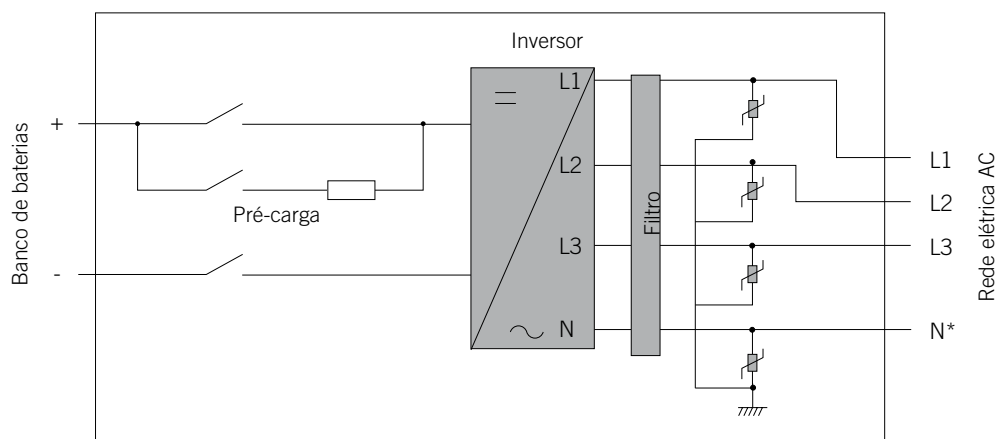 Inversor
Banco de baterias
+
-
Pré-carga
L1
L2
L3
N
Filtro
L1
L2
L3
N*
Rede elétrica AC